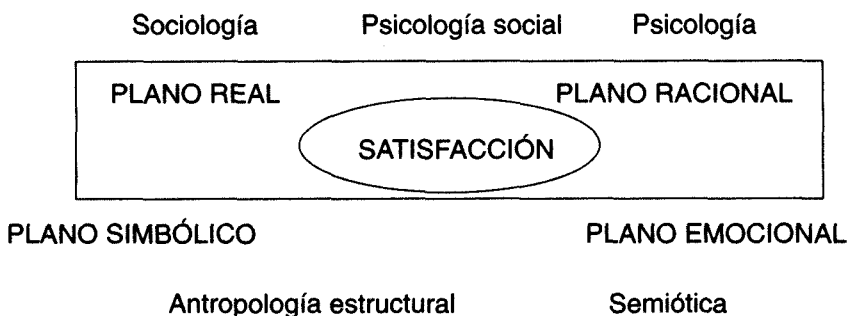 Sociología Psicología social Psicología
PLANO REAL PLANO RACIONAL
SATISFACCIÓN
PLANO SIMBÓLICO PLANO EMOCIONAL
Antropología estructural Semiótica